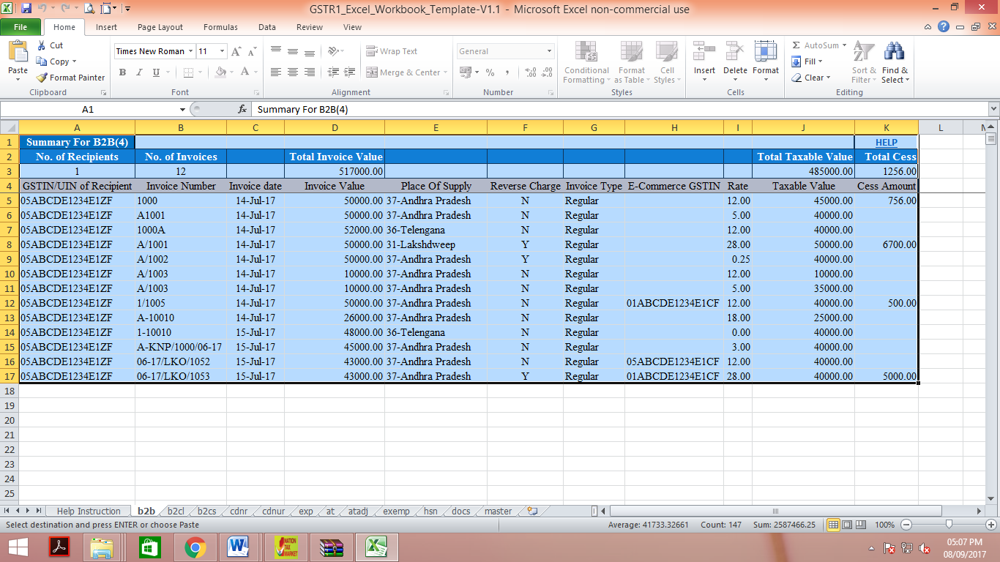 GSTR1_Excel_Workbook_Template-V1.1 - Microsoft Excel non-commercial use
File Home Insert Page Layout Formulas Data Review View
Paste Cut Copy Format Painter Clipboard
Times New Roman 11 B I U Font
Wrap Text Merge & Center Alignment
General % , Number
Conditional Formatting Format as Table Cell Styles Styles
Insert Delete Format Cells
Σ AutoSum Fill Clear Sort & Filter Find & Select Editing
A1 fx Summary For B2B(4)
A B C D E F G H I J K L M
1 Summary For B2B(4) HELP
2 No. of Recipients No. of Invoices Total Invoice Value Total Taxable Value Total Cess
3 1 12 517000.00 485000.00 1256.00
4 GSTIN/UIN of Recipient Invoice Number Invoice date Invoice Value Place Of Supply Reverse Charge Invoice Type E-Commerce GSTIN Rate Taxable Value Cess Amount
5 05ABCDE1234E1ZF 1000 14-Jul-17 50000.00 37-Andhra Pradesh N Regular 12.00 45000.00 756.00
6 05ABCDE1234E1ZF A1001 14-Jul-17 50000.00 37-Andhra Pradesh N Regular 5.00 40000.00
7 05ABCDE1234E1ZF 1000A 14-Jul-17 52000.00 36-Telengana N Regular 12.00 40000.00
8 05ABCDE1234E1ZF A/1001 14-Jul-17 50000.00 31-Lakshdweep Y Regular 28.00 50000.00 6700.00
9 05ABCDE1234E1ZF A/1002 14-Jul-17 50000.00 37-Andhra Pradesh Y Regular 0.25 40000.00
10 05ABCDE1234E1ZF A/1003 14-Jul-17 10000.00 37-Andhra Pradesh N Regular 12.00 10000.00
11 05ABCDE1234E1ZF A/1003 14-Jul-17 10000.00 37-Andhra Pradesh N Regular 5.00 35000.00
12 05ABCDE1234E1ZF 1/1005 14-Jul-17 50000.00 37-Andhra Pradesh N Regular 01ABCDE1234E1CF 12.00 40000.00 500.00
13 05ABCDE1234E1ZF A-10010 14-Jul-17 26000.00 37-Andhra Pradesh N Regular 18.00 25000.00
14 05ABCDE1234E1ZF 1-10010 15-Jul-17 48000.00 36-Telengana N Regular 0.00 40000.00
15 05ABCDE1234E1ZF A-KNP/1000/06-17 15-Jul-17 45000.00 37-Andhra Pradesh N Regular 3.00 40000.00
16 05ABCDE1234E1ZF 06-17/LKO/1052 15-Jul-17 43000.00 37-Andhra Pradesh N Regular 05ABCDE1234E1CF 12.00 40000.00
17 05ABCDE1234E1ZF 06-17/LKO/1053 15-Jul-17 43000.00 37-Andhra Pradesh Y Regular 01ABCDE1234E1CF 28.00 40000.00 5000.00
18
19
20
21
22
23
24
25
Help Instruction b2b b2cl b2cs cdnr cdnur exp at atadj exemp hsn docs master
Select destination and press ENTER or choose Paste Average: 41733.32661 Count: 147 Sum: 2587466.25 100%
NATION TAX MARKET
05:07 PM
08/09/2017